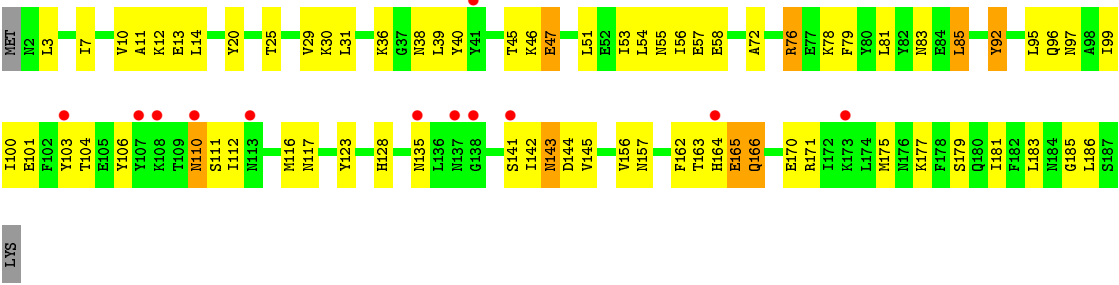 MET N2 L3 I7 V10 A11 K12 E13 L14 Y20 T25 V29 K30 L31 K36 G37 N38 L39 Y40 Y41 T45 K46 E47 L51 E52 I53 L54 N55 I56 E57 E58 A72 R76 E77 K78 F79 Y80 L81 Y82 N83 E84 L85 Y92 L95 Q96 N97 A98 I99
I100 E101 F102 Y103 T104 E105 Y106 Y107 K108 T109 N110 S111 I112 N113 M116 N117 Y123 H128 N135 L136 N137 G138 S141 I142 N143 D144 V145 V156 N157 F162 T163 H164 E165 Q166 E170 R171 I172 K173 L174 M175 N176 K177 F178 S179 Q180 I181 F182 L183 N184 G185 L186 S187
LYS